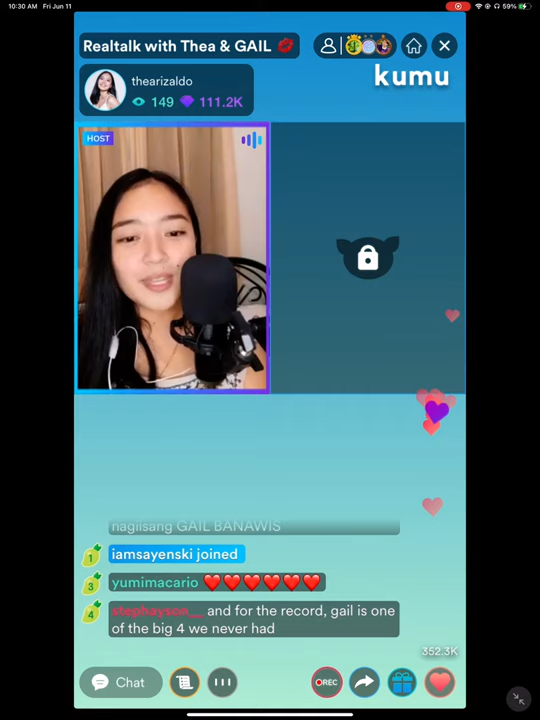 10:30 AM Fri Jun 11
59%
Realtalk with Thea & GAIL 💋
kumu
thearizaldo
149 111.2K
HOST
nagiisang GAIL BANAWIS
1 iamsayenski joined
3 yumimacario ❤️❤️❤️❤️❤️❤️
4 stephayson__ and for the record, gail is one
of the big 4 we never had
352.3K
Chat
REC